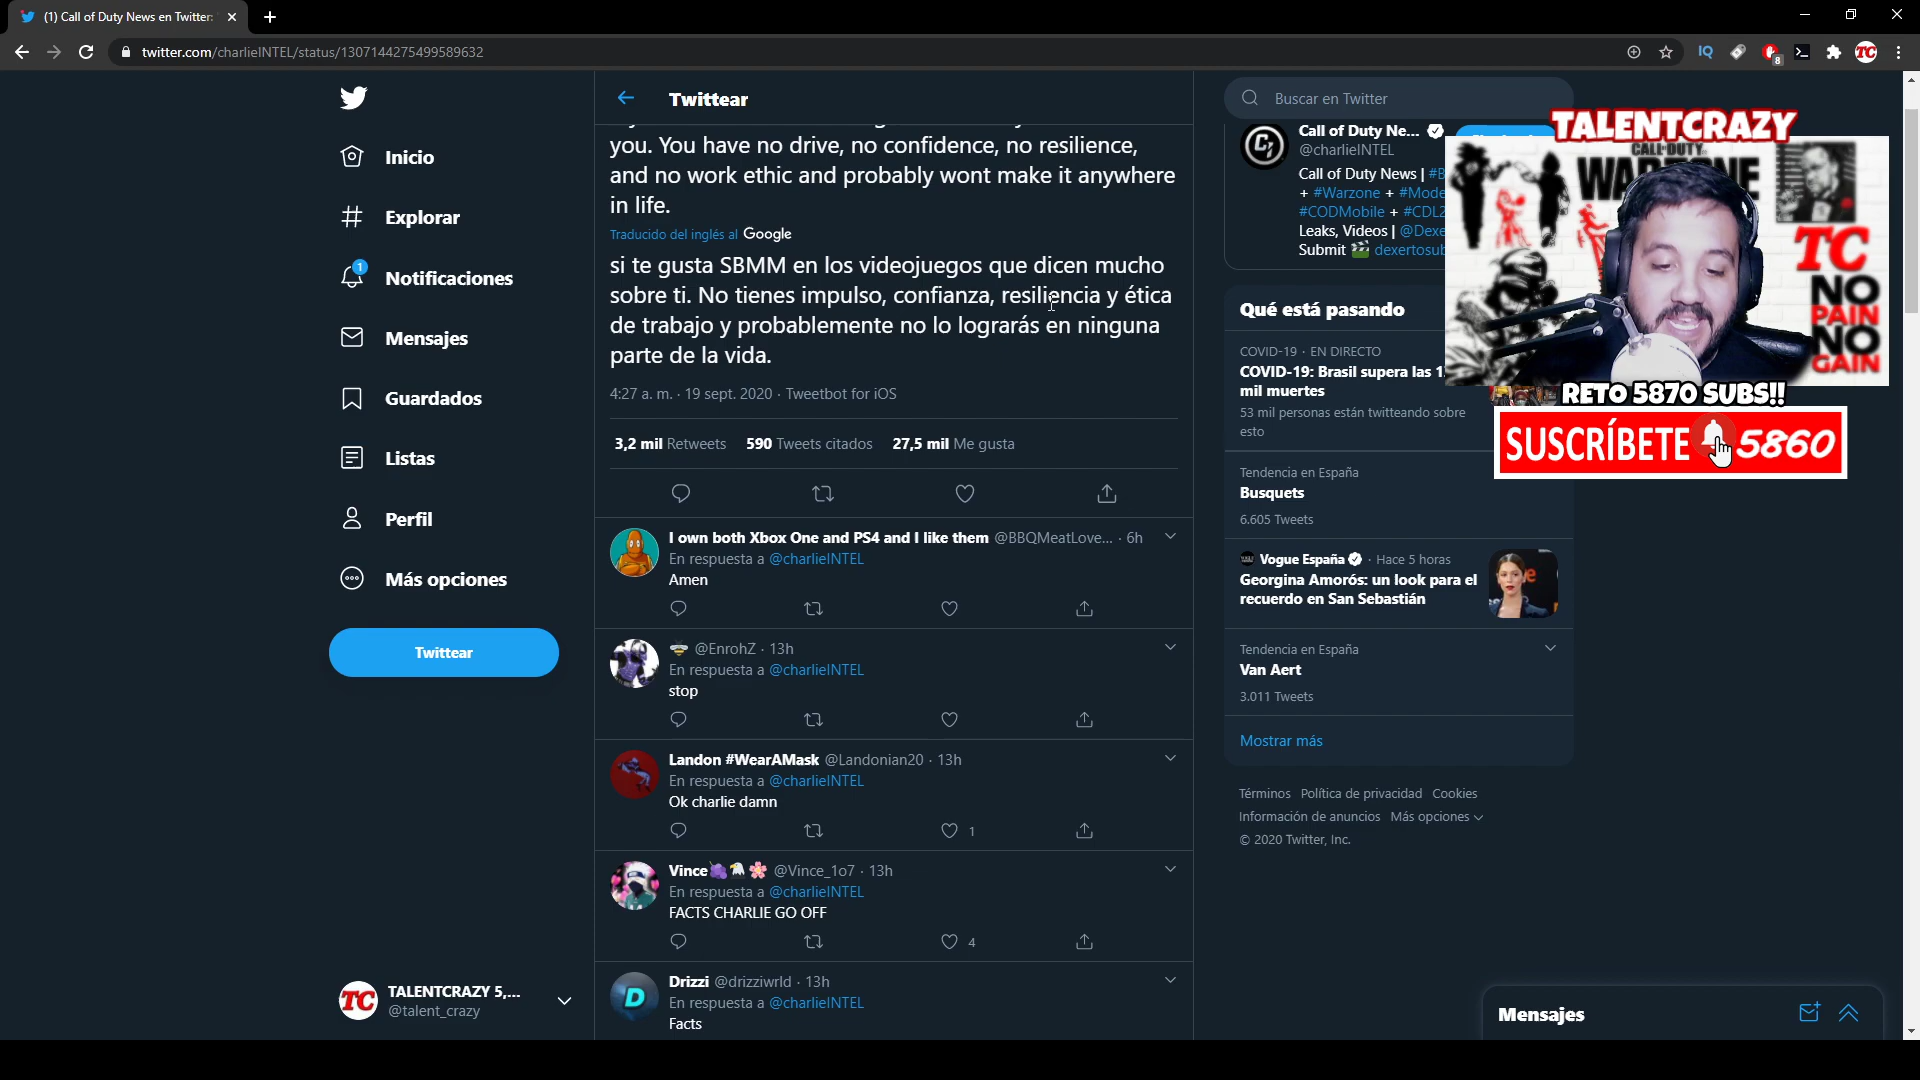 (1) Call of Duty News en Twitter:
twitter.com/charlieINTEL/status/1307144275499589632
IQ
8
TC
Inicio
Explorar
1
Notificaciones
Mensajes
Guardados
Listas
Perfil
Más opciones
Twittear
TC
TALENTCRAZY 5,...
@talent_crazy
Twittear
you. You have no drive, no confidence, no resilience,
and no work ethic and probably wont make it anywhere
in life.
Traducido del inglés al Google
si te gusta SBMM en los videojuegos que dicen mucho
sobre ti. No tienes impulso, confianza, resiliencia y ética
de trabajo y probablemente no lo lograrás en ninguna
parte de la vida.
4:27 a. m. · 19 sept. 2020 · Tweetbot for iOS
3,2 mil Retweets 590 Tweets citados 27,5 mil Me gusta
I own both Xbox One and PS4 and I like them @BBQMeatLove... · 6h
En respuesta a @charlieINTEL
Amen
@EnrohZ · 13h
En respuesta a @charlieINTEL
stop
Landon #WearAMask @Landonian20 · 13h
En respuesta a @charlieINTEL
Ok charlie damn
1
Vince @Vince_1o7 · 13h
En respuesta a @charlieINTEL
FACTS CHARLIE GO OFF
4
D
Drizzi @drizziwrld · 13h
En respuesta a @charlieINTEL
Facts
Buscar en Twitter
Call of Duty Ne...
@charlieINTEL
Call of Duty News | #B
+ #Warzone + #Mode
#CODMobile + #CDL2
Leaks, Videos | @Dexe
Submit dexertosub
Qué está pasando
COVID-19 · EN DIRECTO
COVID-19: Brasil supera las 1
mil muertes
53 mil personas están twitteando sobre
esto
Tendencia en España
Busquets
6.605 Tweets
Vogue España · Hace 5 horas
Georgina Amorós: un look para el
recuerdo en San Sebastián
Tendencia en España
Van Aert
3.011 Tweets
Mostrar más
Términos Política de privacidad Cookies
Información de anuncios Más opciones
© 2020 Twitter, Inc.
TALENTCRAZY
CALL OF DUTY
TC
NO
PAIN
NO
GAIN
RETO 5870 SUBS!!
SUSCRÍBETE 5860
Mensajes